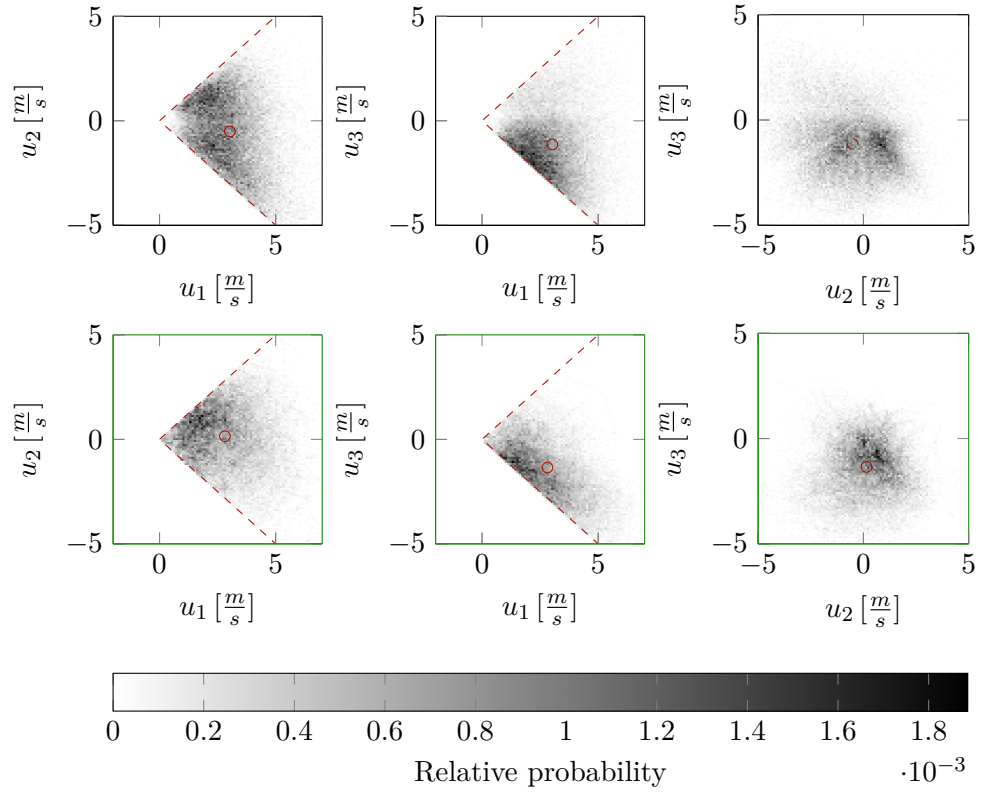 5 5 5
u₂ [m/s] 0 u₃ [m/s] 0 u₃ [m/s] 0
−5 −5 −5
0 5 0 5 −5 0 5
u₁ [m/s] u₁ [m/s] u₂ [m/s]
5 5 5
u₂ [m/s] 0 u₃ [m/s] 0 u₃ [m/s] 0
−5 −5 −5
0 5 0 5 −5 0 5
u₁ [m/s] u₁ [m/s] u₂ [m/s]
0 0.2 0.4 0.6 0.8 1 1.2 1.4 1.6 1.8
Relative probability ·10⁻³